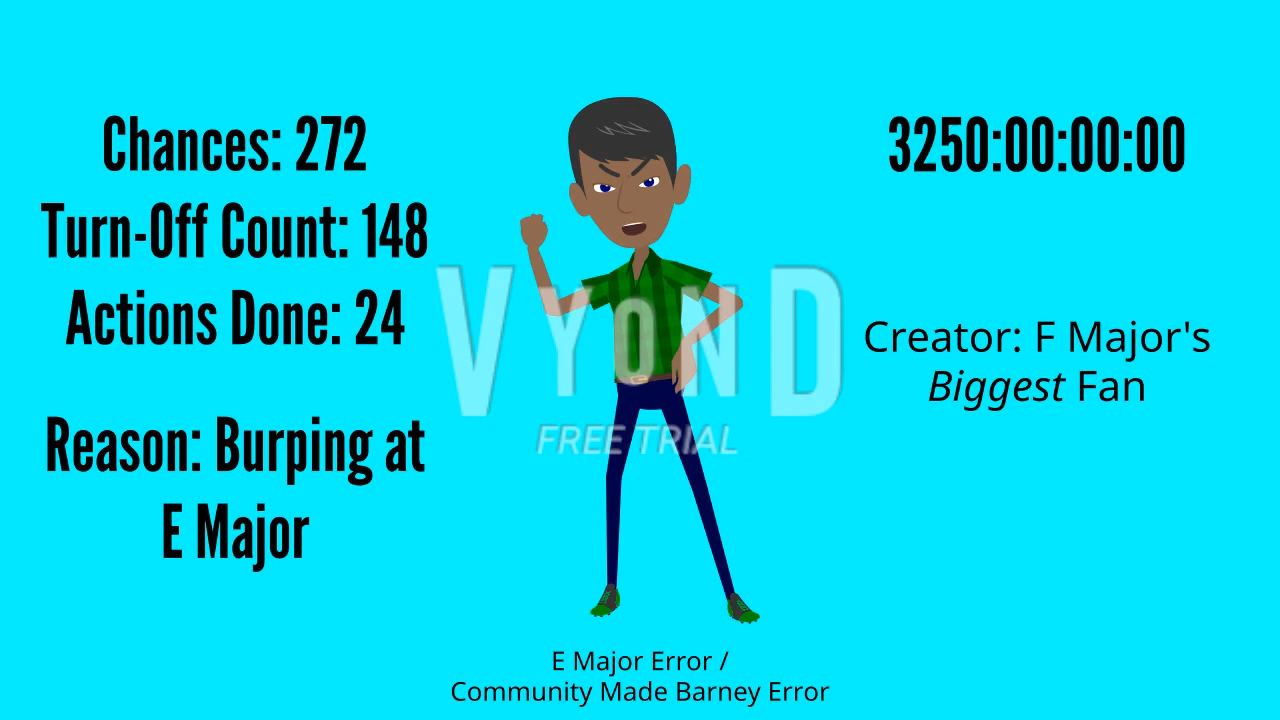 Chances: 272
Turn-Off Count: 148
Actions Done: 24
Reason: Burping at
E Major
3250:00:00:00
Creator: F Major's
Biggest Fan
VYOND
FREE TRIAL
E Major Error /
Community Made Barney Error